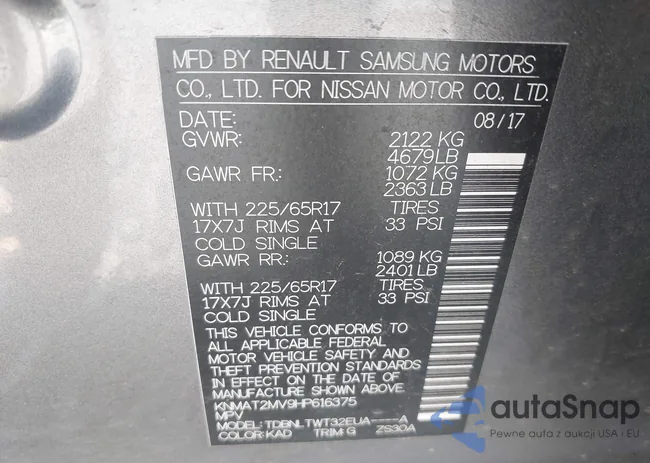 MFD BY RENAULT SAMSUNG MOTORS
CO., LTD. FOR NISSAN MOTOR CO., LTD.
DATE: 08/17
GVWR: 2122 KG
4679 LB
GAWR FR.: 1072 KG
2363 LB
WITH 225/65R17 TIRES
17X7J RIMS AT 33 PSI
COLD SINGLE
GAWR RR.: 1089 KG
2401 LB
WITH 225/65R17 TIRES
17X7J RIMS AT 33 PSI
COLD SINGLE
THIS VEHICLE CONFORMS TO
ALL APPLICABLE FEDERAL
MOTOR VEHICLE SAFETY AND
THEFT PREVENTION STANDARDS
IN EFFECT ON THE DATE OF
MANUFACTURE SHOWN ABOVE.
KNMAT2MV9HP616375
MPV
MODEL: TDBNLTWT32EUA----A
COLOR: KAD TRIM: G ZS30A
autoSnap
Pewne auta z aukcji USA i EU